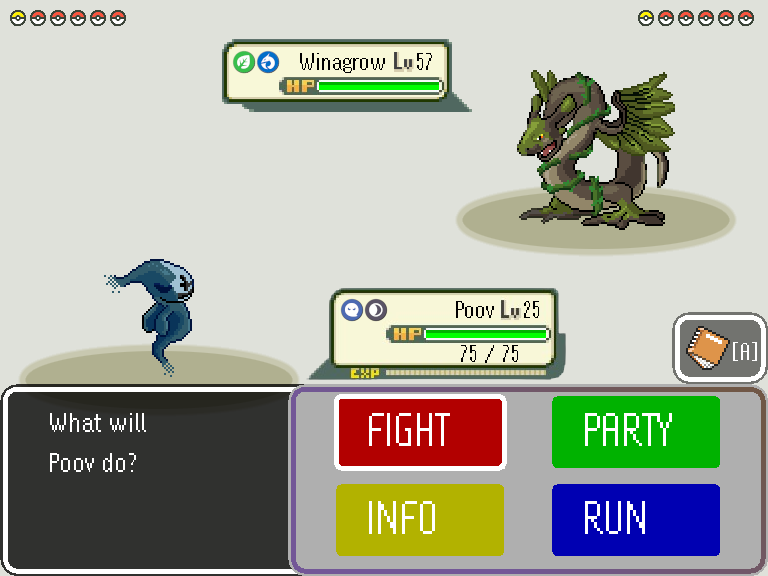 Winagrow Lv57
HP
Poov Lv25
HP
75 / 75
EXP
[A]
What will
Poov do?
FIGHT
PARTY
INFO
RUN